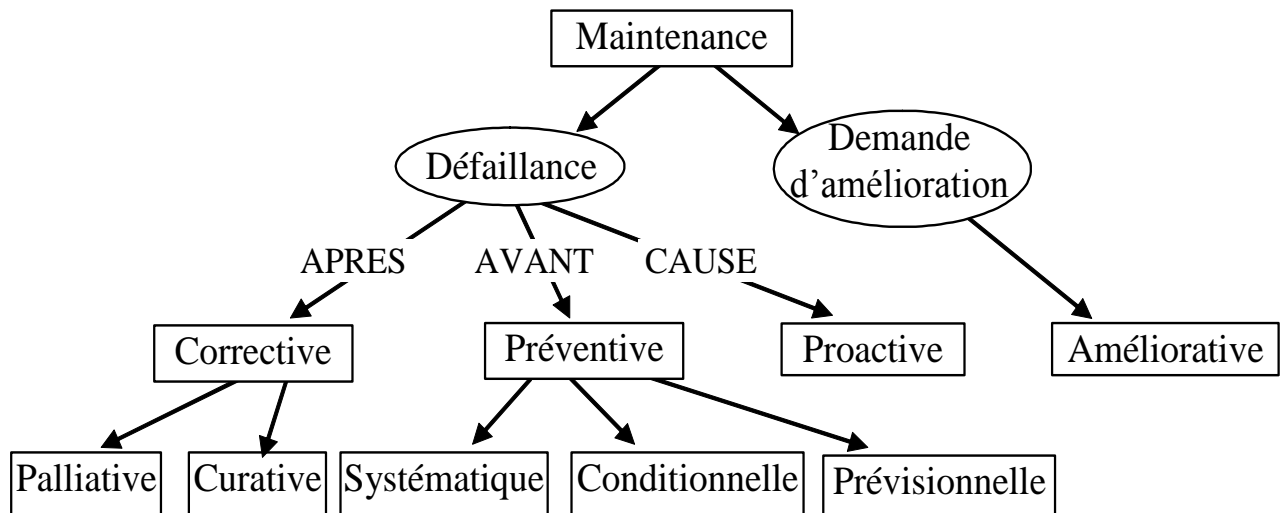 Maintenance
Défaillance
Demande
d’amélioration
APRES
AVANT
CAUSE
Corrective
Préventive
Proactive
Améliorative
Palliative
Curative
Systématique
Conditionnelle
Prévisionnelle